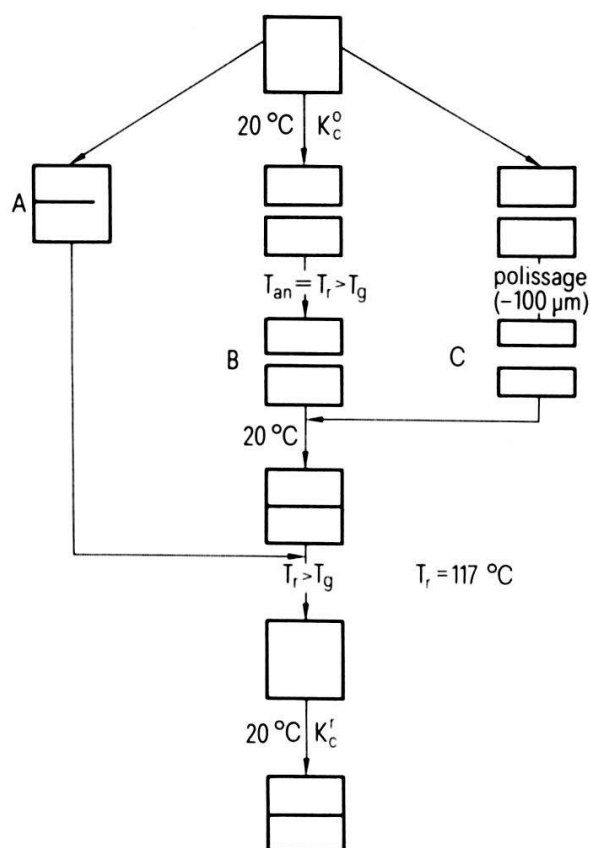 20 °C K_c^o
A
T_an = T_r > T_g
polissage
(−100 µm)
B
C
20 °C
T_r > T_g
T_r = 117 °C
20 °C K_c^r